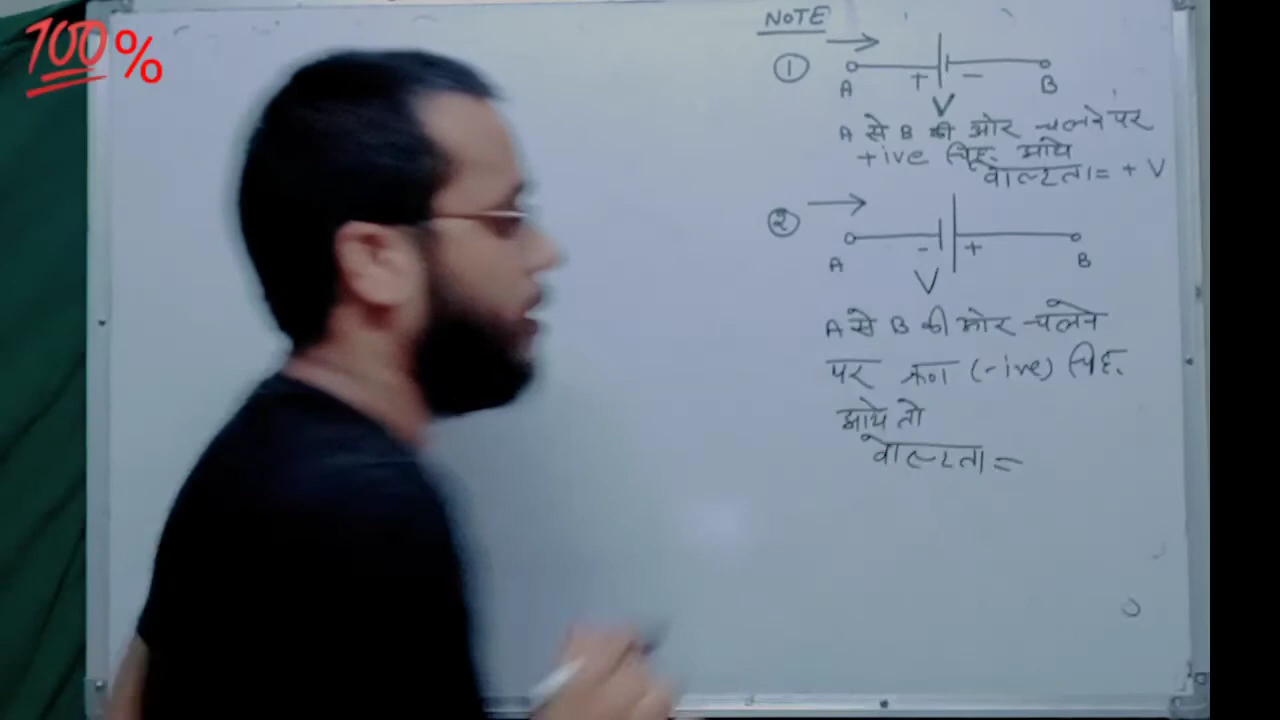 100%
NOTE
① A + - B
V
A से B की ओर चलने पर
+ive चिह्न आये
वोल्टता = + V
② A - + B
V
A से B की ओर चलने
पर ऋण (-ive) चिह्न
आये तो
वोल्टता =